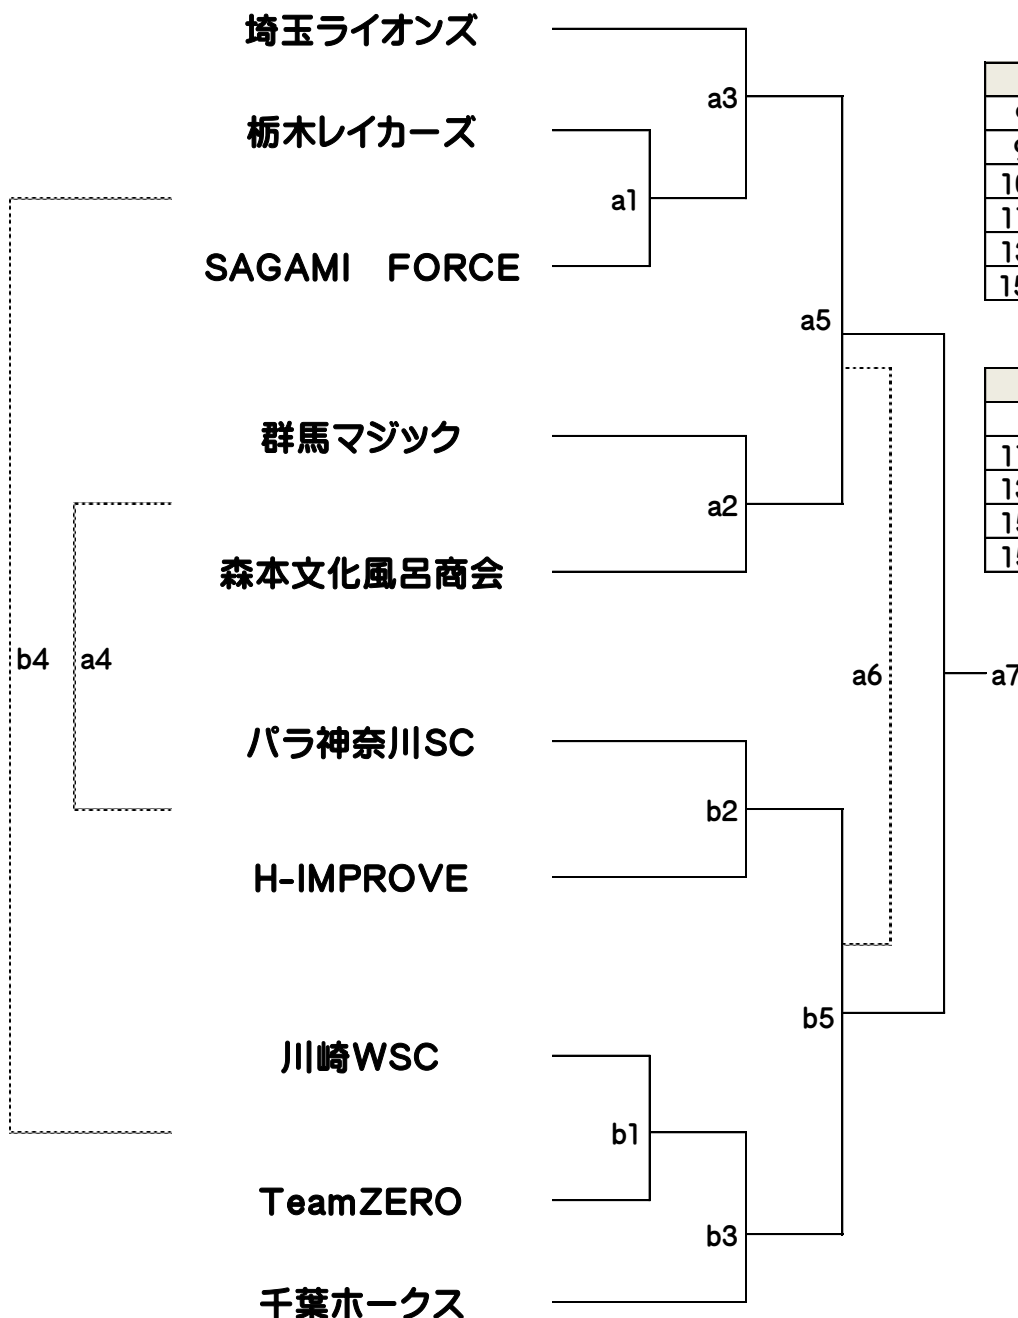 埼玉ライオンズ
a3
栃木レイカーズ
a1
SAGAMI　FORCE
a5
群馬マジック
a2
森本文化風呂商会
b4
a4
a6
a7
パラ神奈川SC
b2
H-IMPROVE
b5
川崎WSC
b1
TeamZERO
b3
千葉ホークス